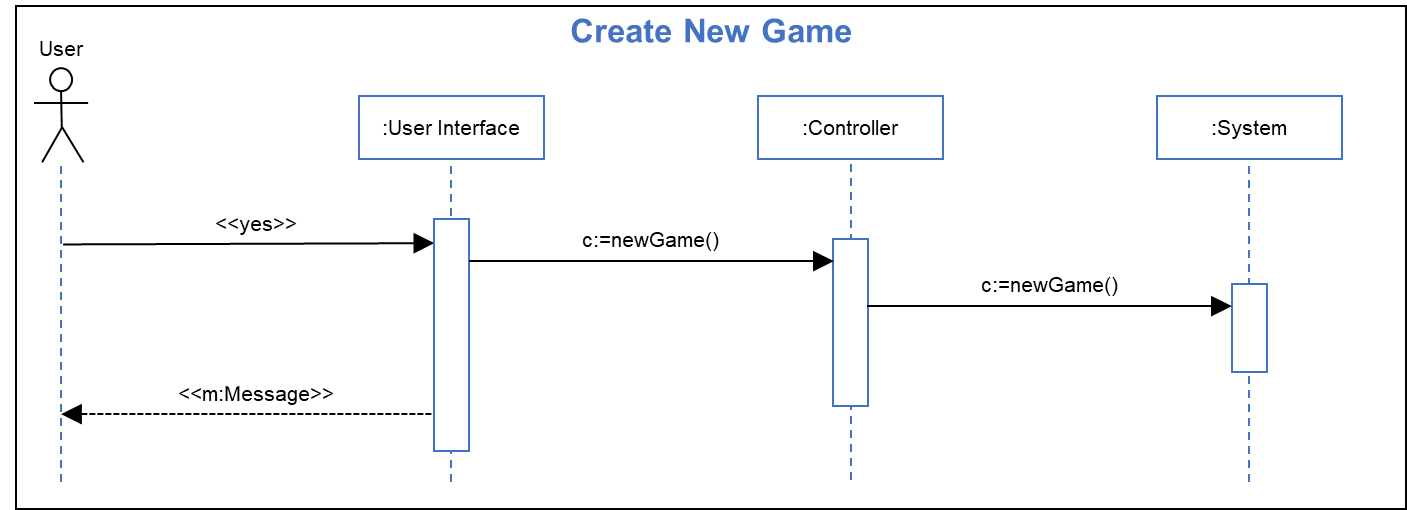 Create New Game
User
:User Interface
:Controller
:System
<<yes>>
c:=newGame()
c:=newGame()
<<m:Message>>